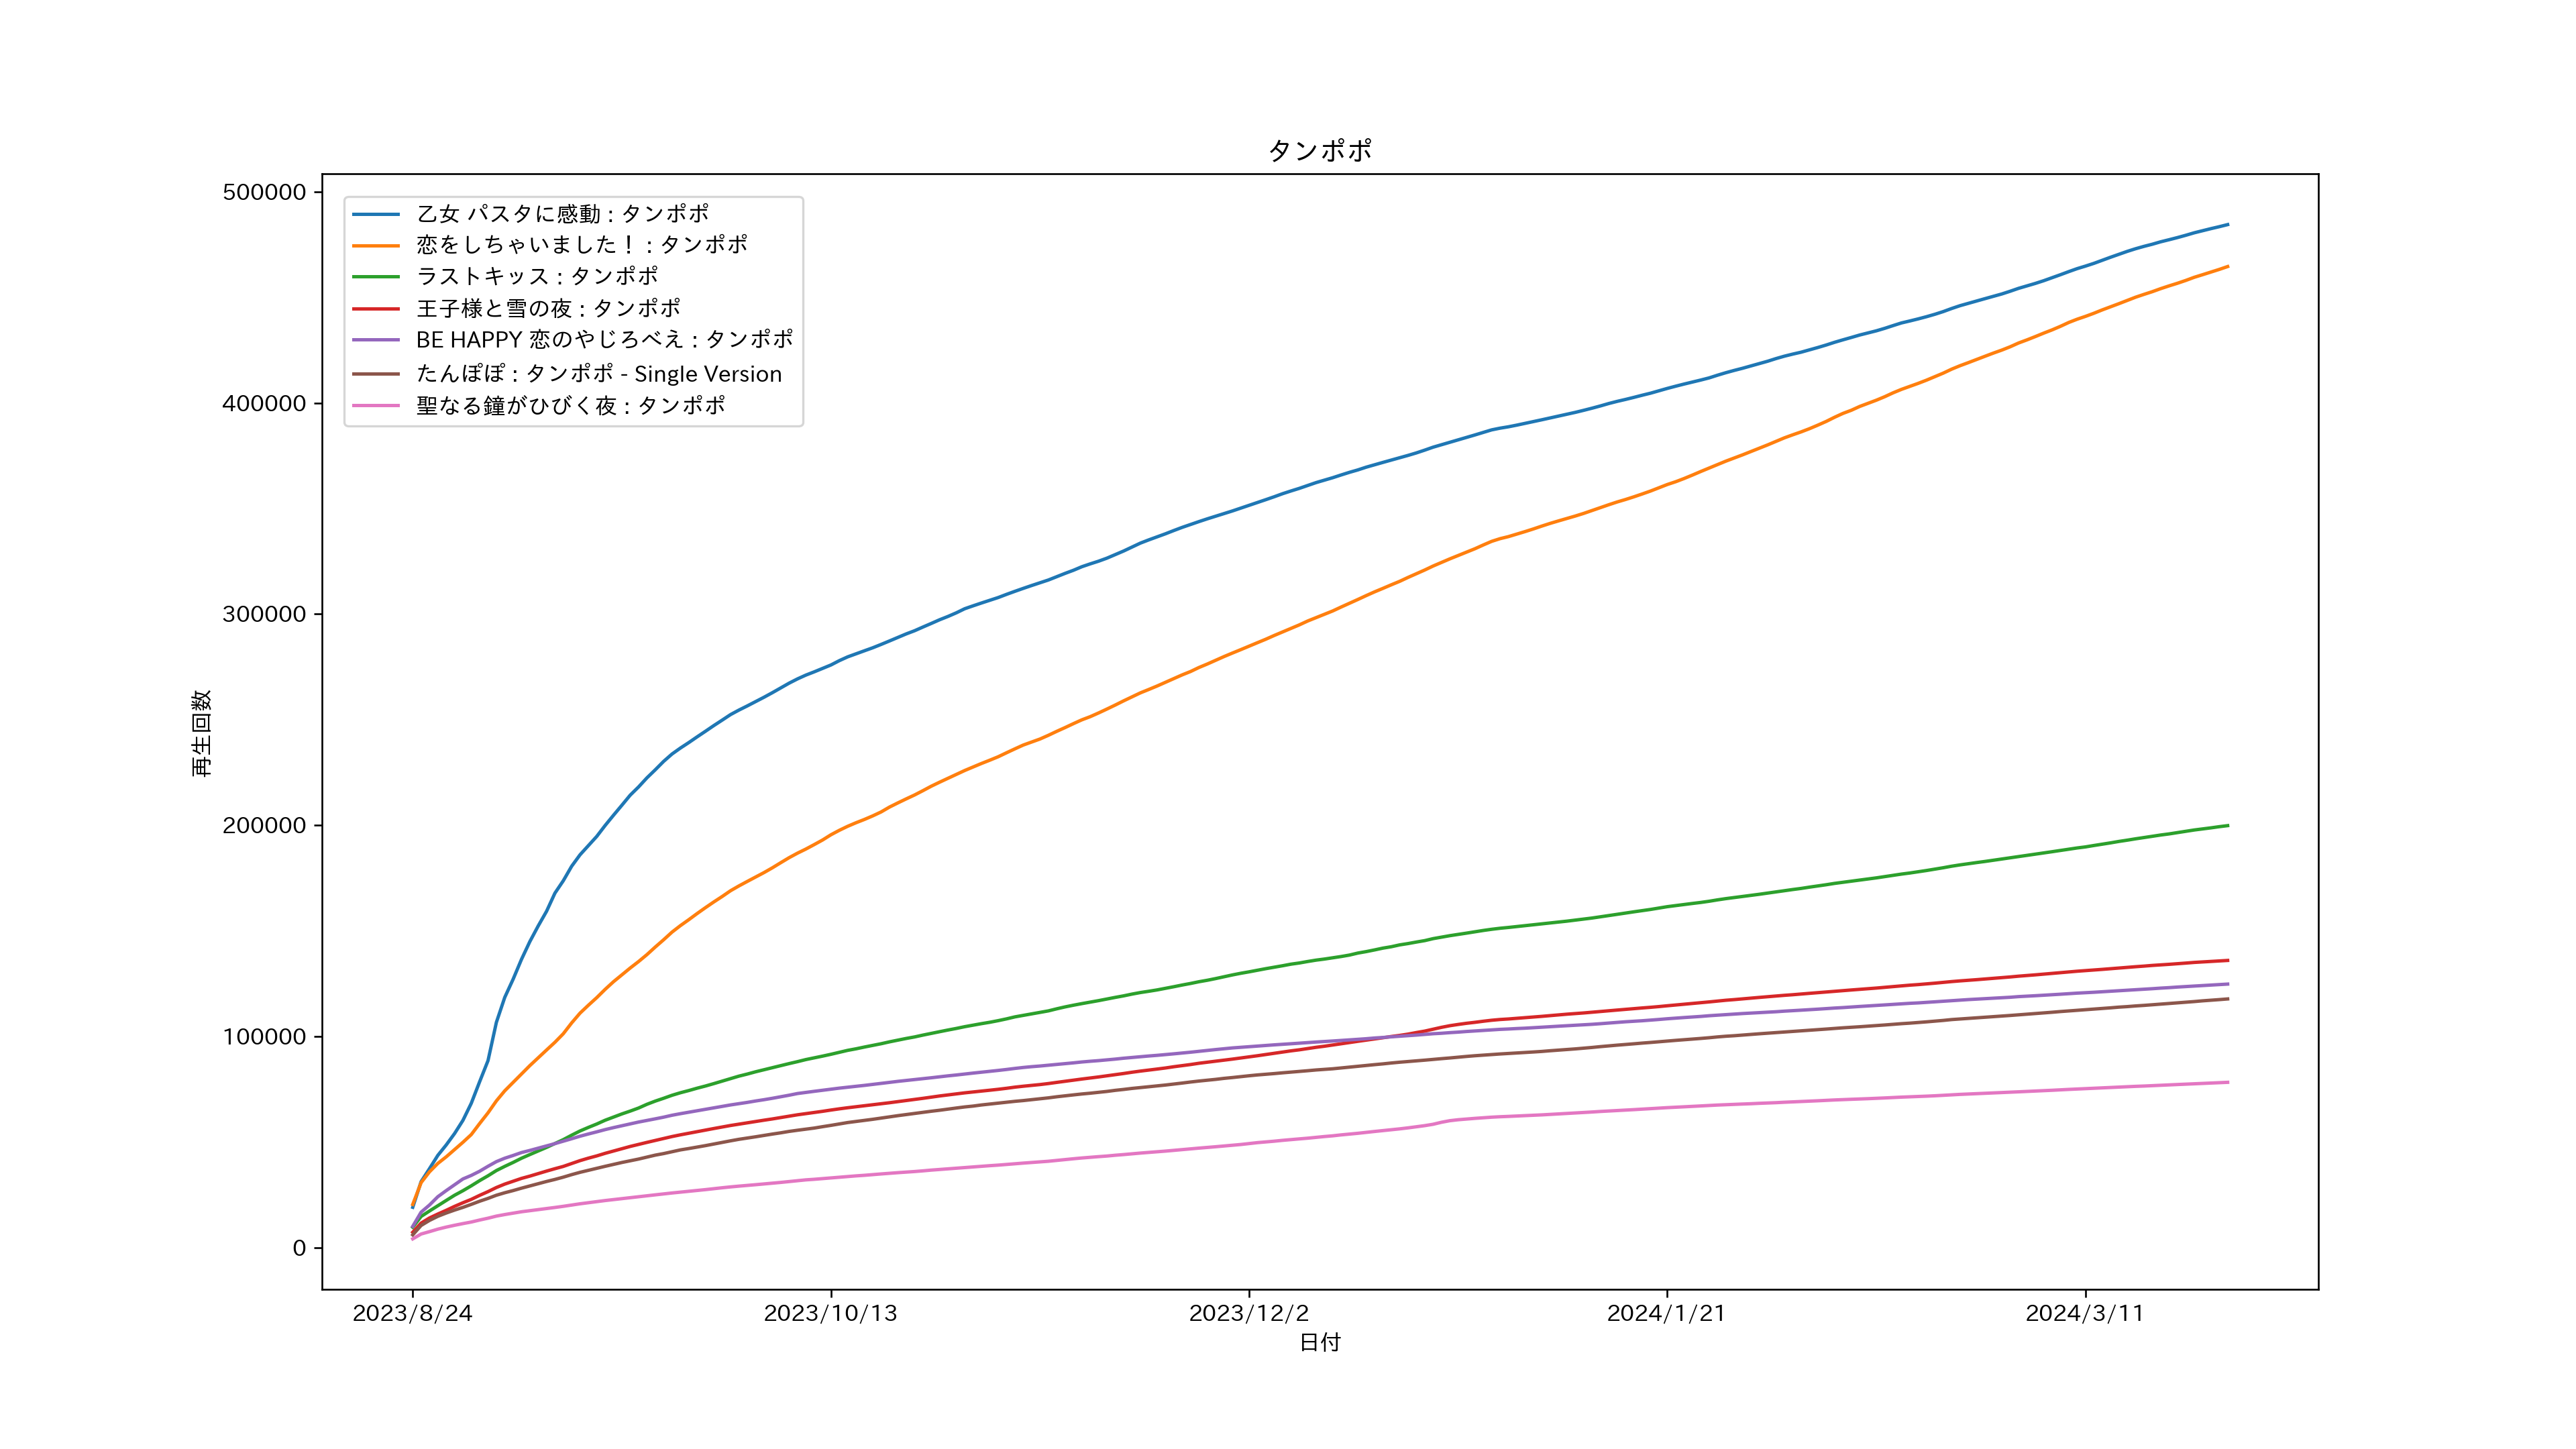 タンポポ
500000
400000
300000
200000
100000
0
再生回数
乙女 パスタに感動 : タンポポ
恋をしちゃいました！ : タンポポ
ラストキッス : タンポポ
王子様と雪の夜 : タンポポ
BE HAPPY 恋のやじろべえ : タンポポ
たんぽぽ : タンポポ - Single Version
聖なる鐘がひびく夜 : タンポポ
2023/8/24
2023/10/13
2023/12/2
2024/1/21
2024/3/11
日付